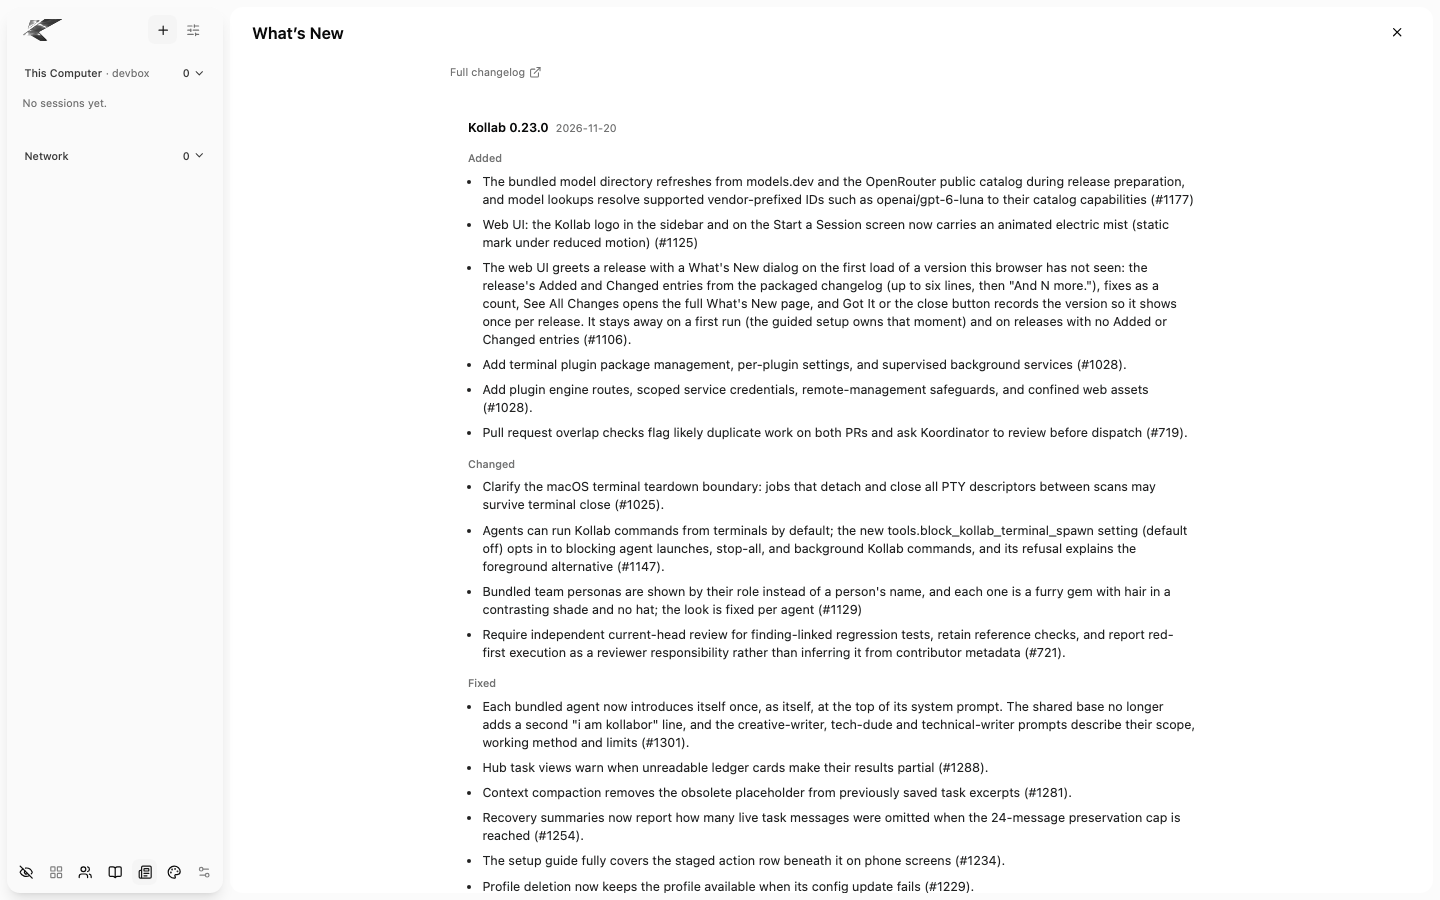 What's New
This Computer · devbox 0
No sessions yet.
Network 0
Full changelog
Kollab 0.23.0 2026-11-20
Added
• The bundled model directory refreshes from models.dev and the OpenRouter public catalog during release preparation,
and model lookups resolve supported vendor-prefixed IDs such as openai/gpt-6-luna to their catalog capabilities (#1177)
• Web UI: the Kollab logo in the sidebar and on the Start a Session screen now carries an animated electric mist (static
mark under reduced motion) (#1125)
• The web UI greets a release with a What's New dialog on the first load of a version this browser has not seen: the
release's Added and Changed entries from the packaged changelog (up to six lines, then "And N more."), fixes as a
count, See All Changes opens the full What's New page, and Got It or the close button records the version so it shows
once per release. It stays away on a first run (the guided setup owns that moment) and on releases with no Added or
Changed entries (#1106).
• Add terminal plugin package management, per-plugin settings, and supervised background services (#1028).
• Add plugin engine routes, scoped service credentials, remote-management safeguards, and confined web assets
(#1028).
• Pull request overlap checks flag likely duplicate work on both PRs and ask Koordinator to review before dispatch (#719).
Changed
• Clarify the macOS terminal teardown boundary: jobs that detach and close all PTY descriptors between scans may
survive terminal close (#1025).
• Agents can run Kollab commands from terminals by default; the new tools.block_kollab_terminal_spawn setting (default
off) opts in to blocking agent launches, stop-all, and background Kollab commands, and its refusal explains the
foreground alternative (#1147).
• Bundled team personas are shown by their role instead of a person's name, and each one is a furry gem with hair in a
contrasting shade and no hat; the look is fixed per agent (#1129)
• Require independent current-head review for finding-linked regression tests, retain reference checks, and report red-
first execution as a reviewer responsibility rather than inferring it from contributor metadata (#721).
Fixed
• Each bundled agent now introduces itself once, as itself, at the top of its system prompt. The shared base no longer
adds a second "i am kollabor" line, and the creative-writer, tech-dude and technical-writer prompts describe their scope,
working method and limits (#1301).
• Hub task views warn when unreadable ledger cards make their results partial (#1288).
• Context compaction removes the obsolete placeholder from previously saved task excerpts (#1281).
• Recovery summaries now report how many live task messages were omitted when the 24-message preservation cap is
reached (#1254).
• The setup guide fully covers the staged action row beneath it on phone screens (#1234).
• Profile deletion now keeps the profile available when its config update fails (#1229).